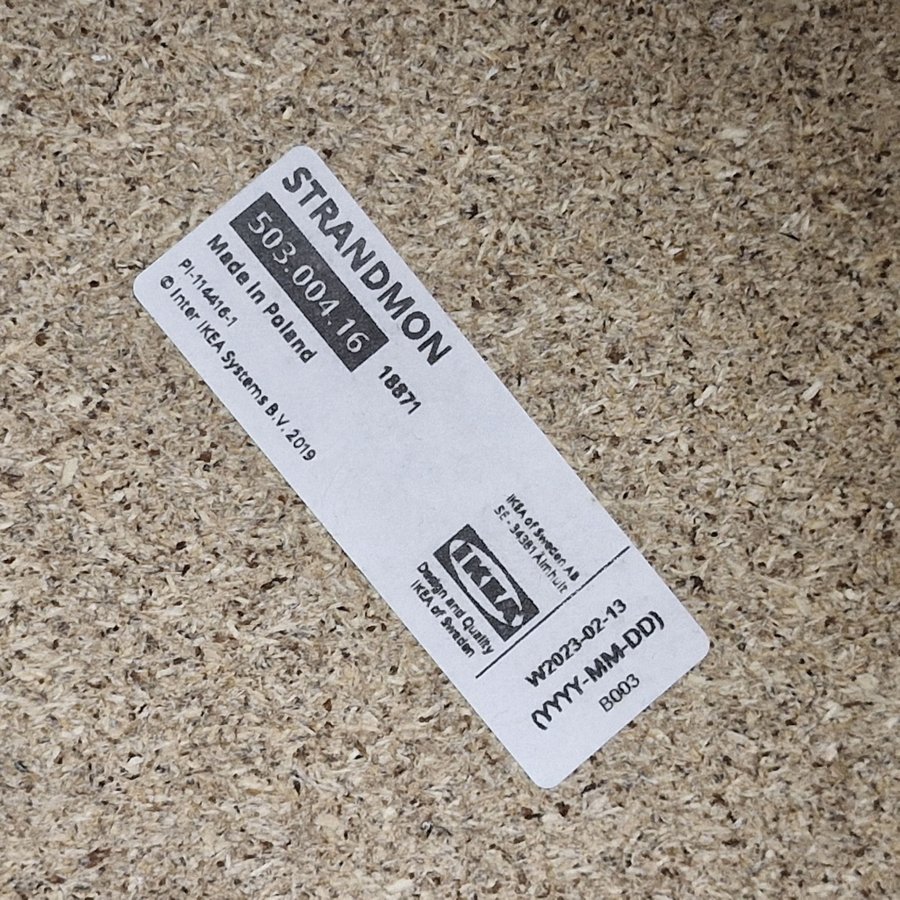 STRANDMON
503.004.16 18871
Made in Poland
PI-114416-1
© Inter IKEA Systems B.V. 2019
IKEA of Sweden AB
SE - 34381 Älmhult
IKEA
Design and Quality
IKEA of Sweden
W2023-02-13
(YYYY-MM-DD)
B003